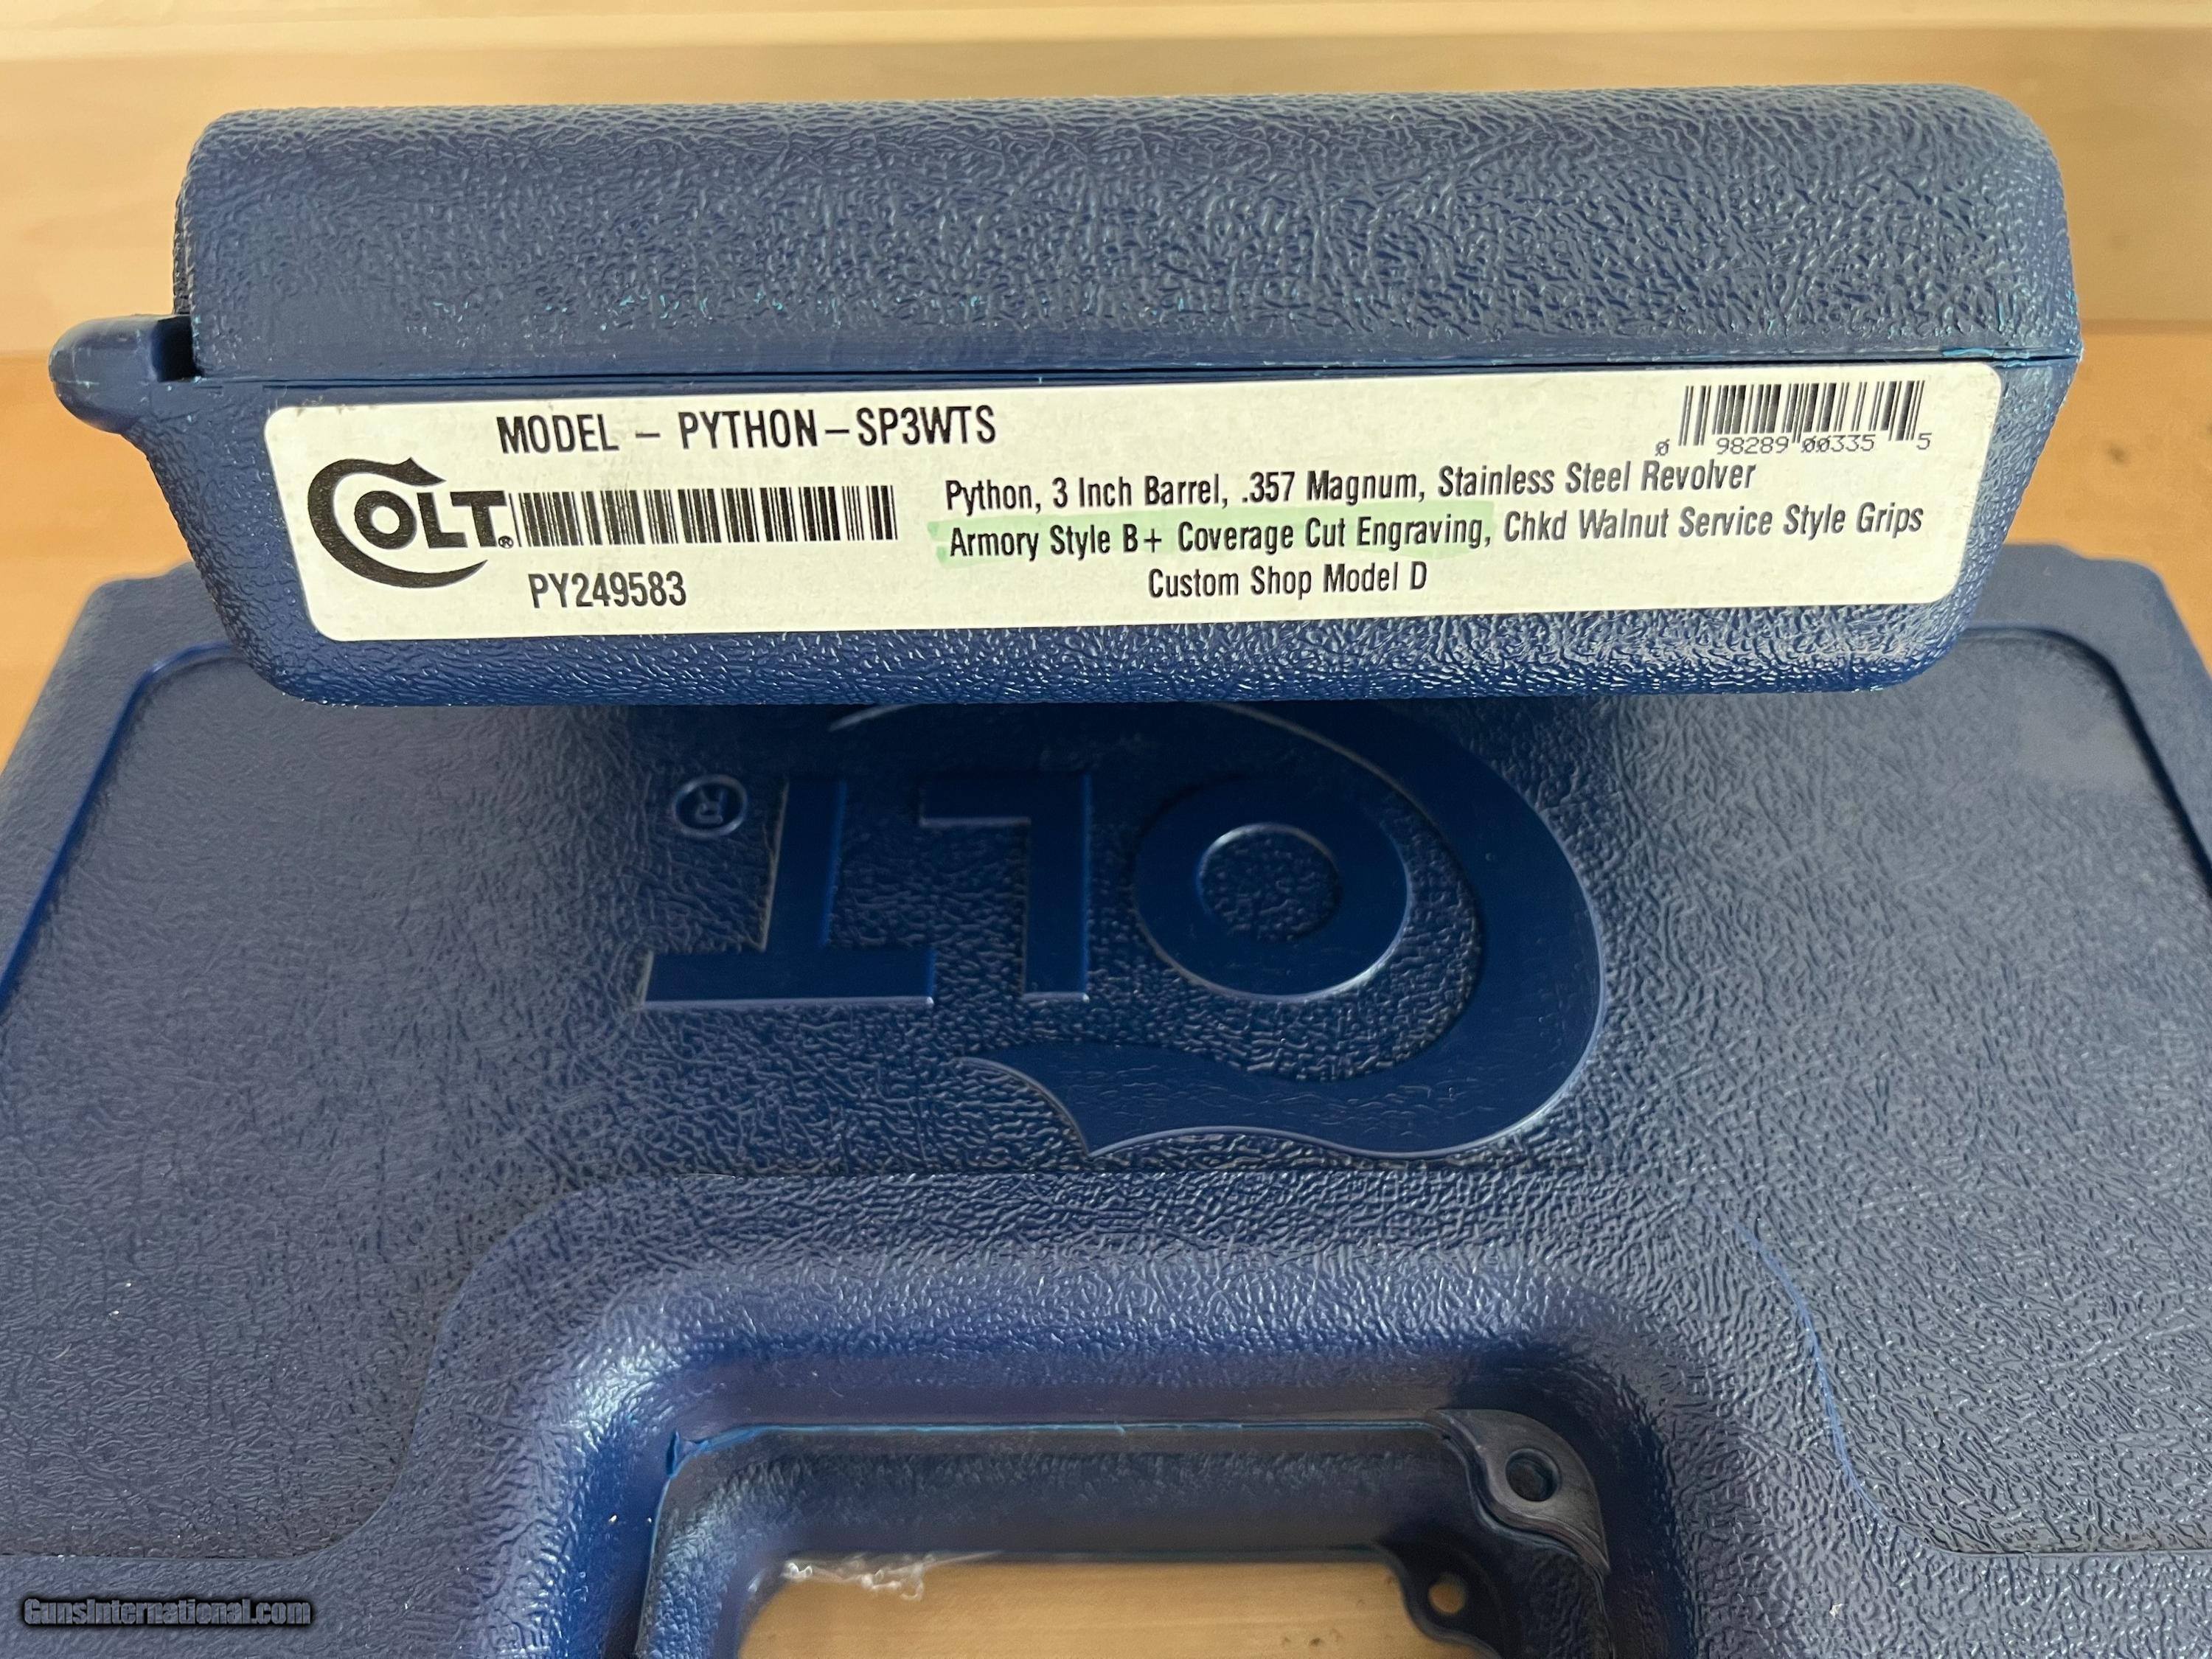 MODEL – PYTHON–SP3WTS
COLT®
PY249583
0 98289 00335 5
Python, 3 Inch Barrel, .357 Magnum, Stainless Steel Revolver
Armory Style B+ Coverage Cut Engraving, Chkd Walnut Service Style Grips
Custom Shop Model D
COLT®
GunsInternational.com